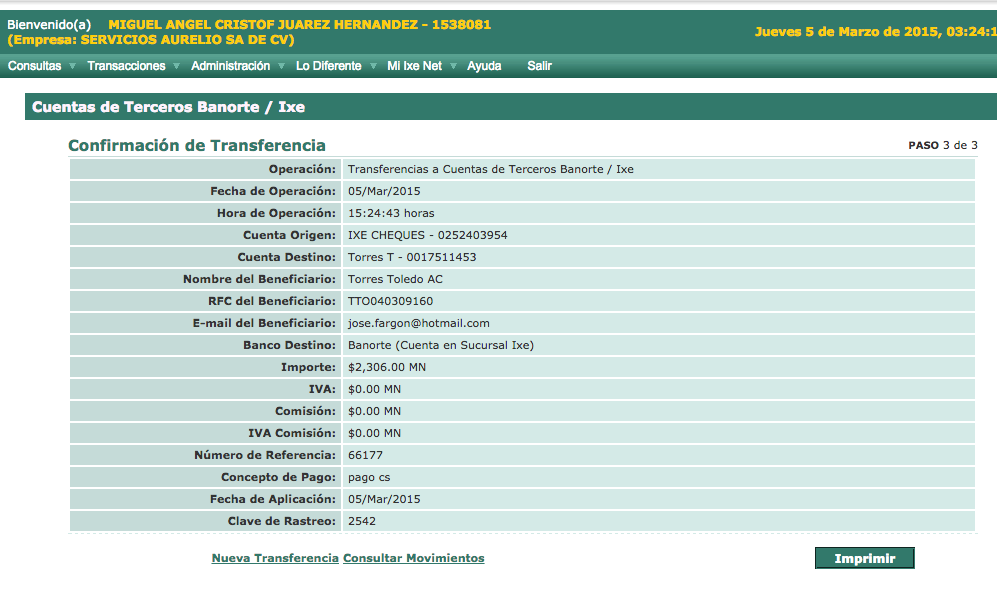 Bienvenido(a) MIGUEL ANGEL CRISTOF JUAREZ HERNANDEZ - 1538081
(Empresa: SERVICIOS AURELIO SA DE CV)
Jueves 5 de Marzo de 2015, 03:24:1
Consultas Transacciones Administración Lo Diferente Mi Ixe Net Ayuda Salir
Cuentas de Terceros Banorte / Ixe
Confirmación de Transferencia PASO 3 de 3
Operación: Transferencias a Cuentas de Terceros Banorte / Ixe
Fecha de Operación: 05/Mar/2015
Hora de Operación: 15:24:43 horas
Cuenta Origen: IXE CHEQUES - 0252403954
Cuenta Destino: Torres T - 0017511453
Nombre del Beneficiario: Torres Toledo AC
RFC del Beneficiario: TTO040309160
E-mail del Beneficiario: jose.fargon@hotmail.com
Banco Destino: Banorte (Cuenta en Sucursal Ixe)
Importe: $2,306.00 MN
IVA: $0.00 MN
Comisión: $0.00 MN
IVA Comisión: $0.00 MN
Número de Referencia: 66177
Concepto de Pago: pago cs
Fecha de Aplicación: 05/Mar/2015
Clave de Rastreo: 2542
Nueva Transferencia Consultar Movimientos Imprimir